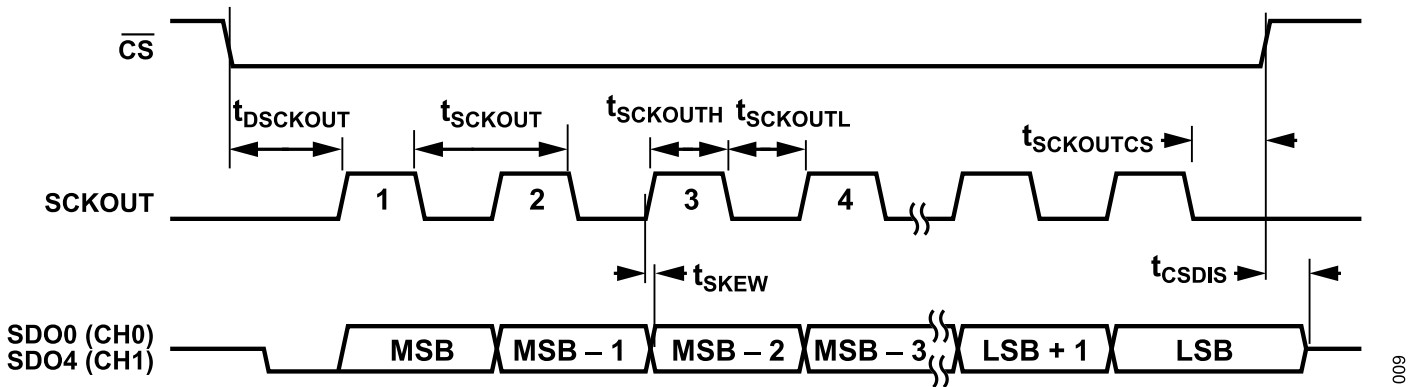 CS
tDSCKOUT
tSCKOUT
tSCKOUTH
tSCKOUTL
tSCKOUTCS
SCKOUT
1
2
3
4
tSKEW
tCSDIS
SDO0 (CH0)
SDO4 (CH1)
MSB
MSB – 1
MSB – 2
MSB – 3
LSB + 1
LSB
009